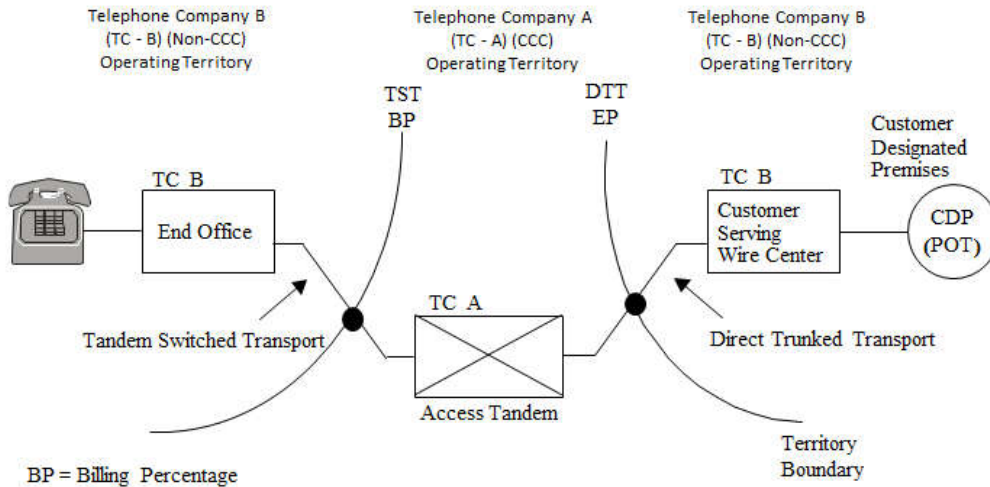 Telephone Company B
(TC - B) (Non-CCC)
Operating Territory
Telephone Company A
(TC - A) (CCC)
Operating Territory
Telephone Company B
(TC - B) (Non-CCC)
Operating Territory
TST
BP
DTT
EP
Customer
Designated
Premises
TC B
End Office
TC B
Customer
Serving
Wire Center
CDP
(POT)
TC A
Tandem Switched Transport
Direct Trunked Transport
Access Tandem
Territory
Boundary
BP = Billing Percentage